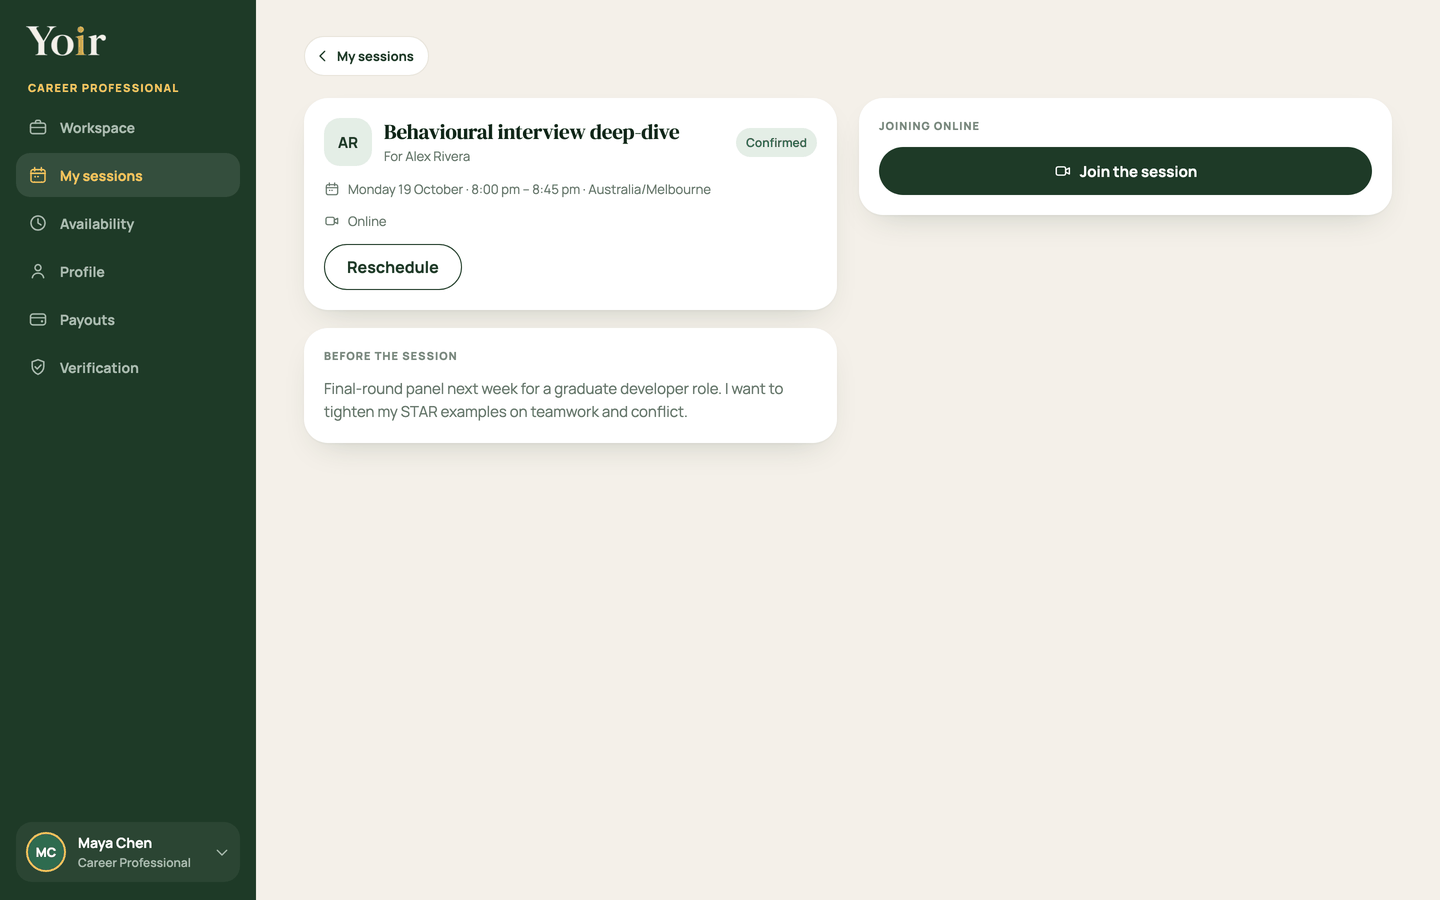 Yoir
CAREER PROFESSIONAL
Workspace
My sessions
Availability
Profile
Payouts
Verification
MC
Maya Chen
Career Professional
My sessions
AR
Behavioural interview deep-dive
For Alex Rivera
Confirmed
Monday 19 October · 8:00 pm – 8:45 pm · Australia/Melbourne
Online
Reschedule
BEFORE THE SESSION
Final-round panel next week for a graduate developer role. I want to
tighten my STAR examples on teamwork and conflict.
JOINING ONLINE
Join the session